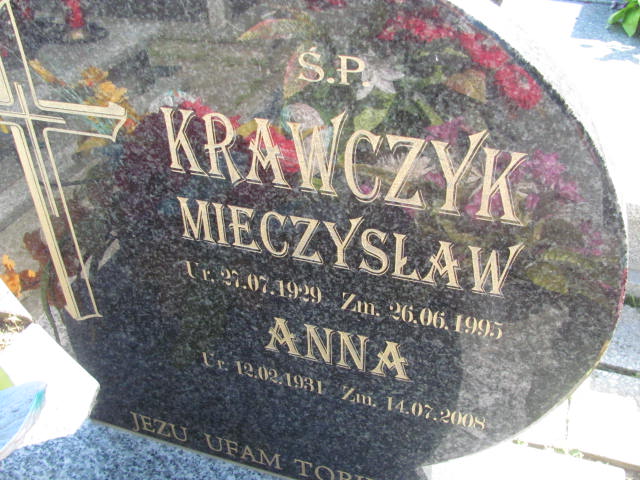 Ś.P.
KRAWCZYK
MIECZYSŁAW
Ur. 27.07.1929 Zm. 26.06.1995
ANNA
Ur. 12.02.1931 Zm. 14.07.2008
JEZU UFAM